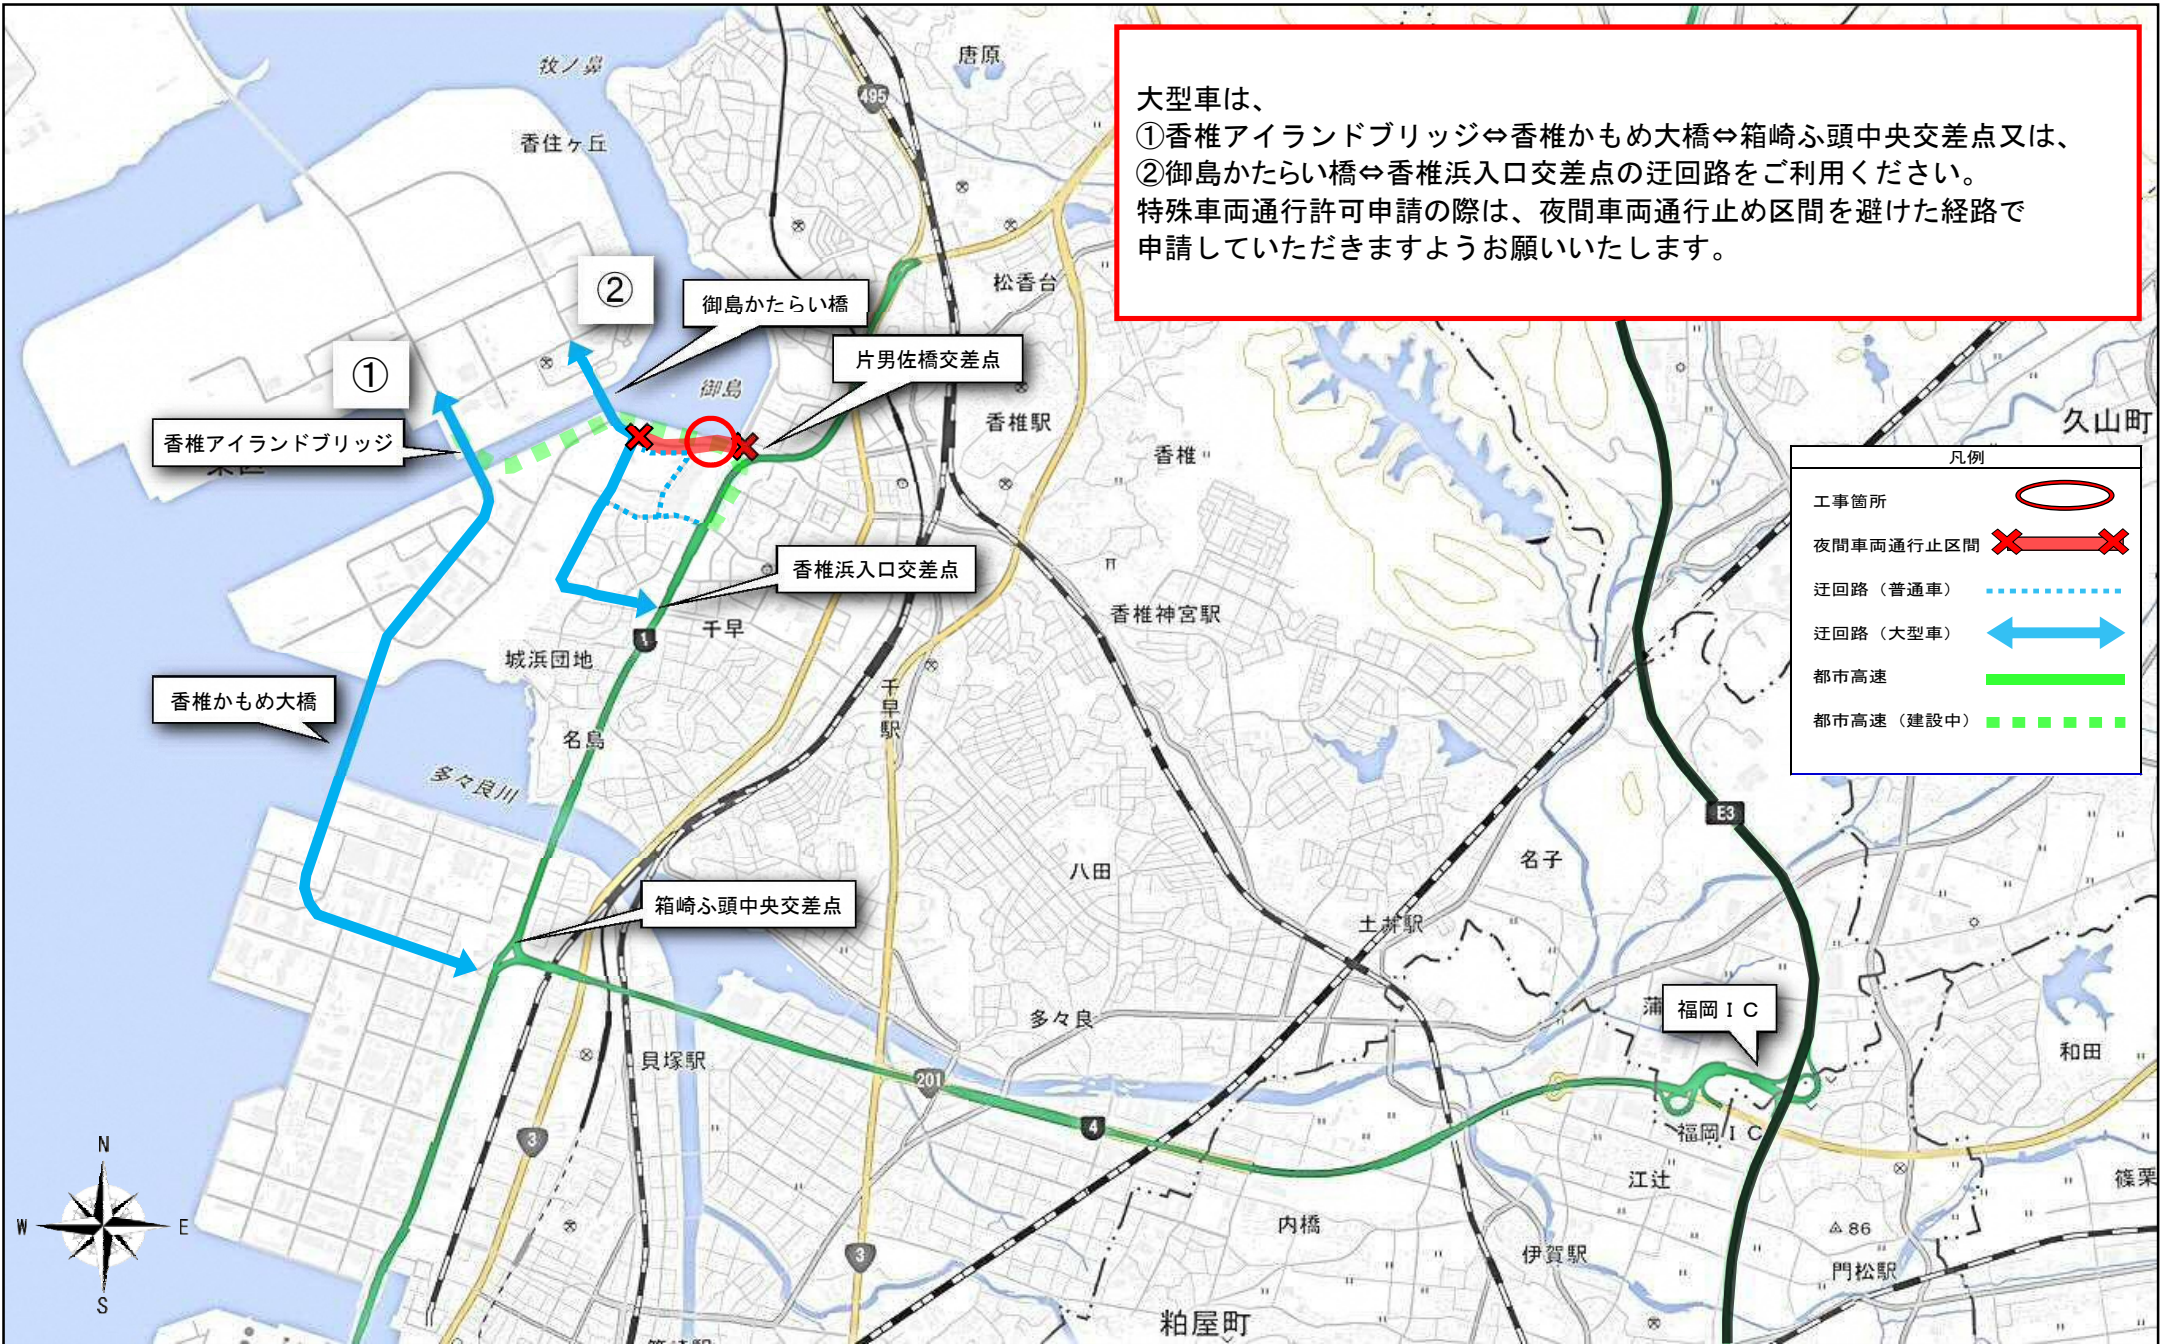 大型車は、
①香椎アイランドブリッジ⇔香椎かもめ大橋⇔箱崎ふ頭中央交差点又は、
②御島かたらい橋⇔香椎浜入口交差点の迂回路をご利用ください。
特殊車両通行許可申請の際は、夜間車両通行止め区間を避けた経路で
申請していただきますようお願いいたします。
牧ノ鼻
唐原
495
香住ヶ丘
松香台
②
御島かたらい橋
①
片男佐橋交差点
御島
香椎アイランドブリッジ
香椎駅
香椎
久山町
凡例
工事箇所
夜間車両通行止区間
迂回路（普通車）
迂回路（大型車）
都市高速
都市高速（建設中）
香椎浜入口交差点
香椎神宮駅
千早
1
城浜団地
千早駅
香椎かもめ大橋
名島
多々良川
E3
八田
名子
箱崎ふ頭中央交差点
土井駅
蒲
福岡ＩＣ
多々良
貝塚駅
和田
201
4
3
福岡ＩＣ
江辻
篠栗
内橋
86
伊賀駅
門松駅
3
粕屋町
N
W
E
S